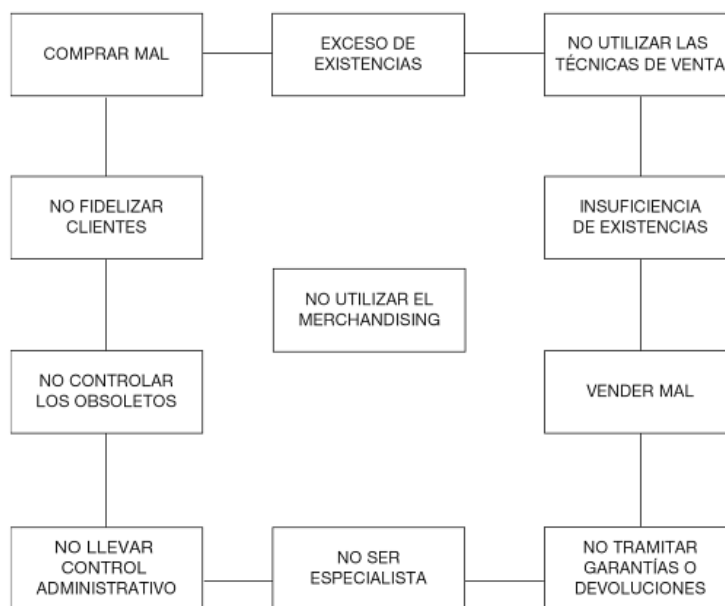 COMPRAR MAL
EXCESO DE
EXISTENCIAS
NO UTILIZAR LAS
TÉCNICAS DE VENTA
NO FIDELIZAR
CLIENTES
INSUFICIENCIA
DE EXISTENCIAS
NO UTILIZAR EL
MERCHANDISING
NO CONTROLAR
LOS OBSOLETOS
VENDER MAL
NO LLEVAR
CONTROL
ADMINISTRATIVO
NO SER
ESPECIALISTA
NO TRAMITAR
GARANTÍAS O
DEVOLUCIONES